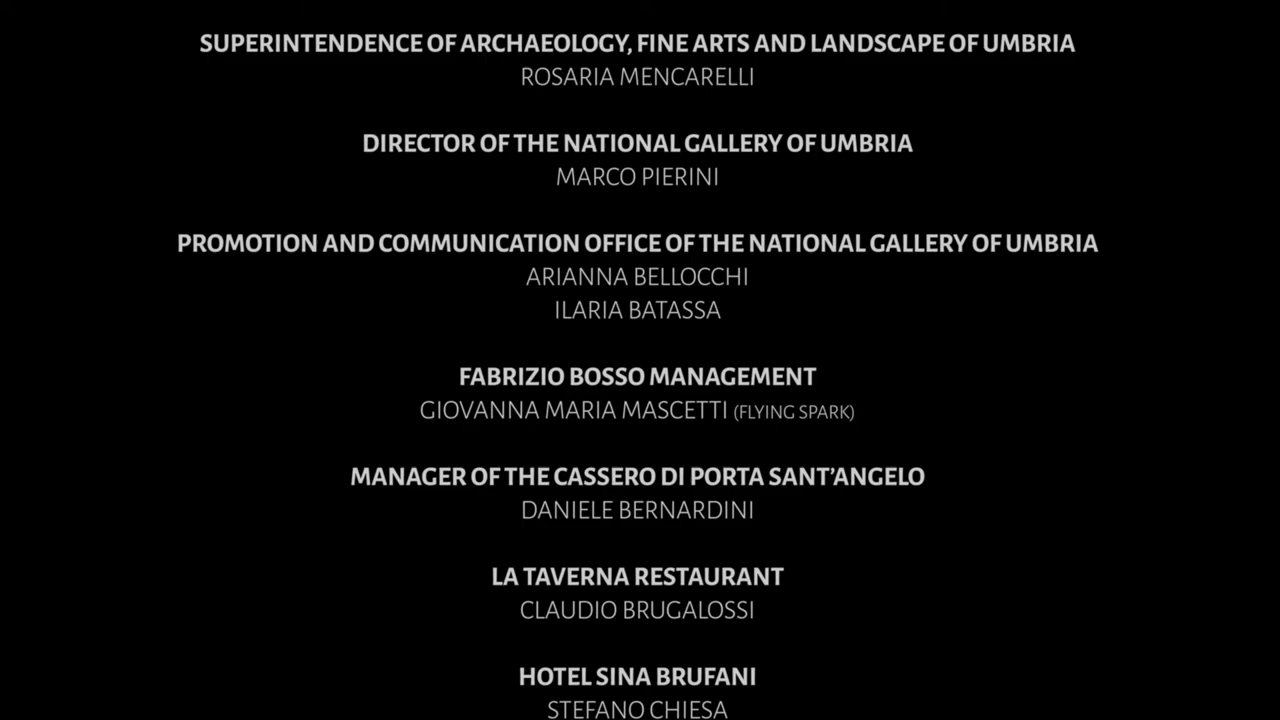 SUPERINTENDENCE OF ARCHAEOLOGY, FINE ARTS AND LANDSCAPE OF UMBRIA
ROSARIA MENCARELLI
DIRECTOR OF THE NATIONAL GALLERY OF UMBRIA
MARCO PIERINI
PROMOTION AND COMMUNICATION OFFICE OF THE NATIONAL GALLERY OF UMBRIA
ARIANNA BELLOCCHI
ILARIA BATASSA
FABRIZIO BOSSO MANAGEMENT
GIOVANNA MARIA MASCETTI (FLYING SPARK)
MANAGER OF THE CASSERO DI PORTA SANT’ANGELO
DANIELE BERNARDINI
LA TAVERNA RESTAURANT
CLAUDIO BRUGALOSSI
HOTEL SINA BRUFANI
STEFANO CHIESA